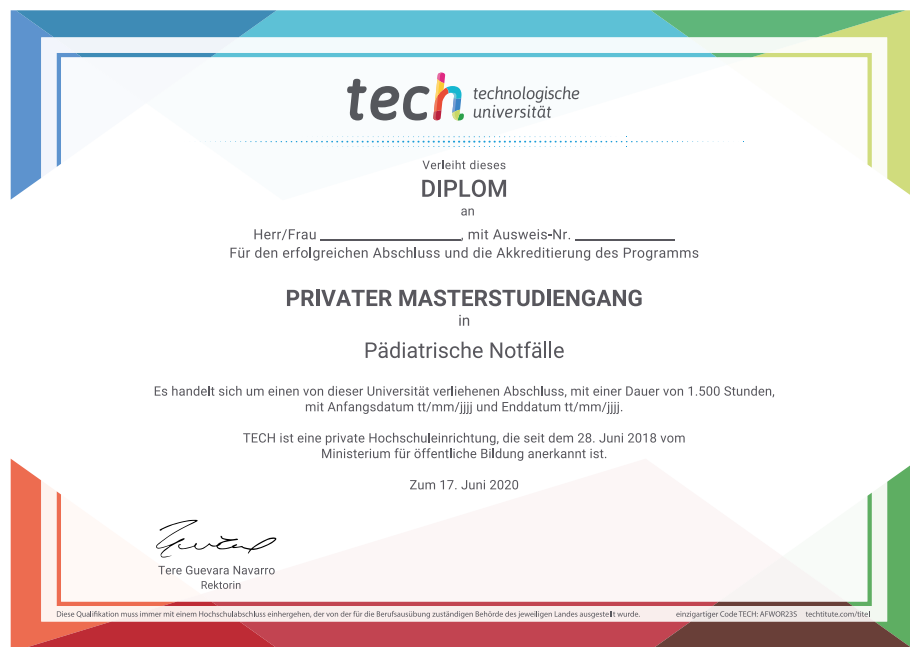 tech technologische
universität
Verleiht dieses
DIPLOM
an
Herr/Frau ____________________, mit Ausweis-Nr. ______________
Für den erfolgreichen Abschluss und die Akkreditierung des Programms
PRIVATER MASTERSTUDIENGANG
in
Pädiatrische Notfälle
Es handelt sich um einen von dieser Universität verliehenen Abschluss, mit einer Dauer von 1.500 Stunden,
mit Anfangsdatum tt/mm/jjjj und Enddatum tt/mm/jjjj.
TECH ist eine private Hochschuleinrichtung, die seit dem 28. Juni 2018 vom
Ministerium für öffentliche Bildung anerkannt ist.
Zum 17. Juni 2020
Tere Guevara Navarro
Rektorin
Diese Qualifikation muss immer mit einem Hochschulabschluss einhergehen, der von der für die Berufsausübung zuständigen Behörde des jeweiligen Landes ausgestellt wurde. einzigartiger Code TECH: AFWOR23S techtitute.com/titel